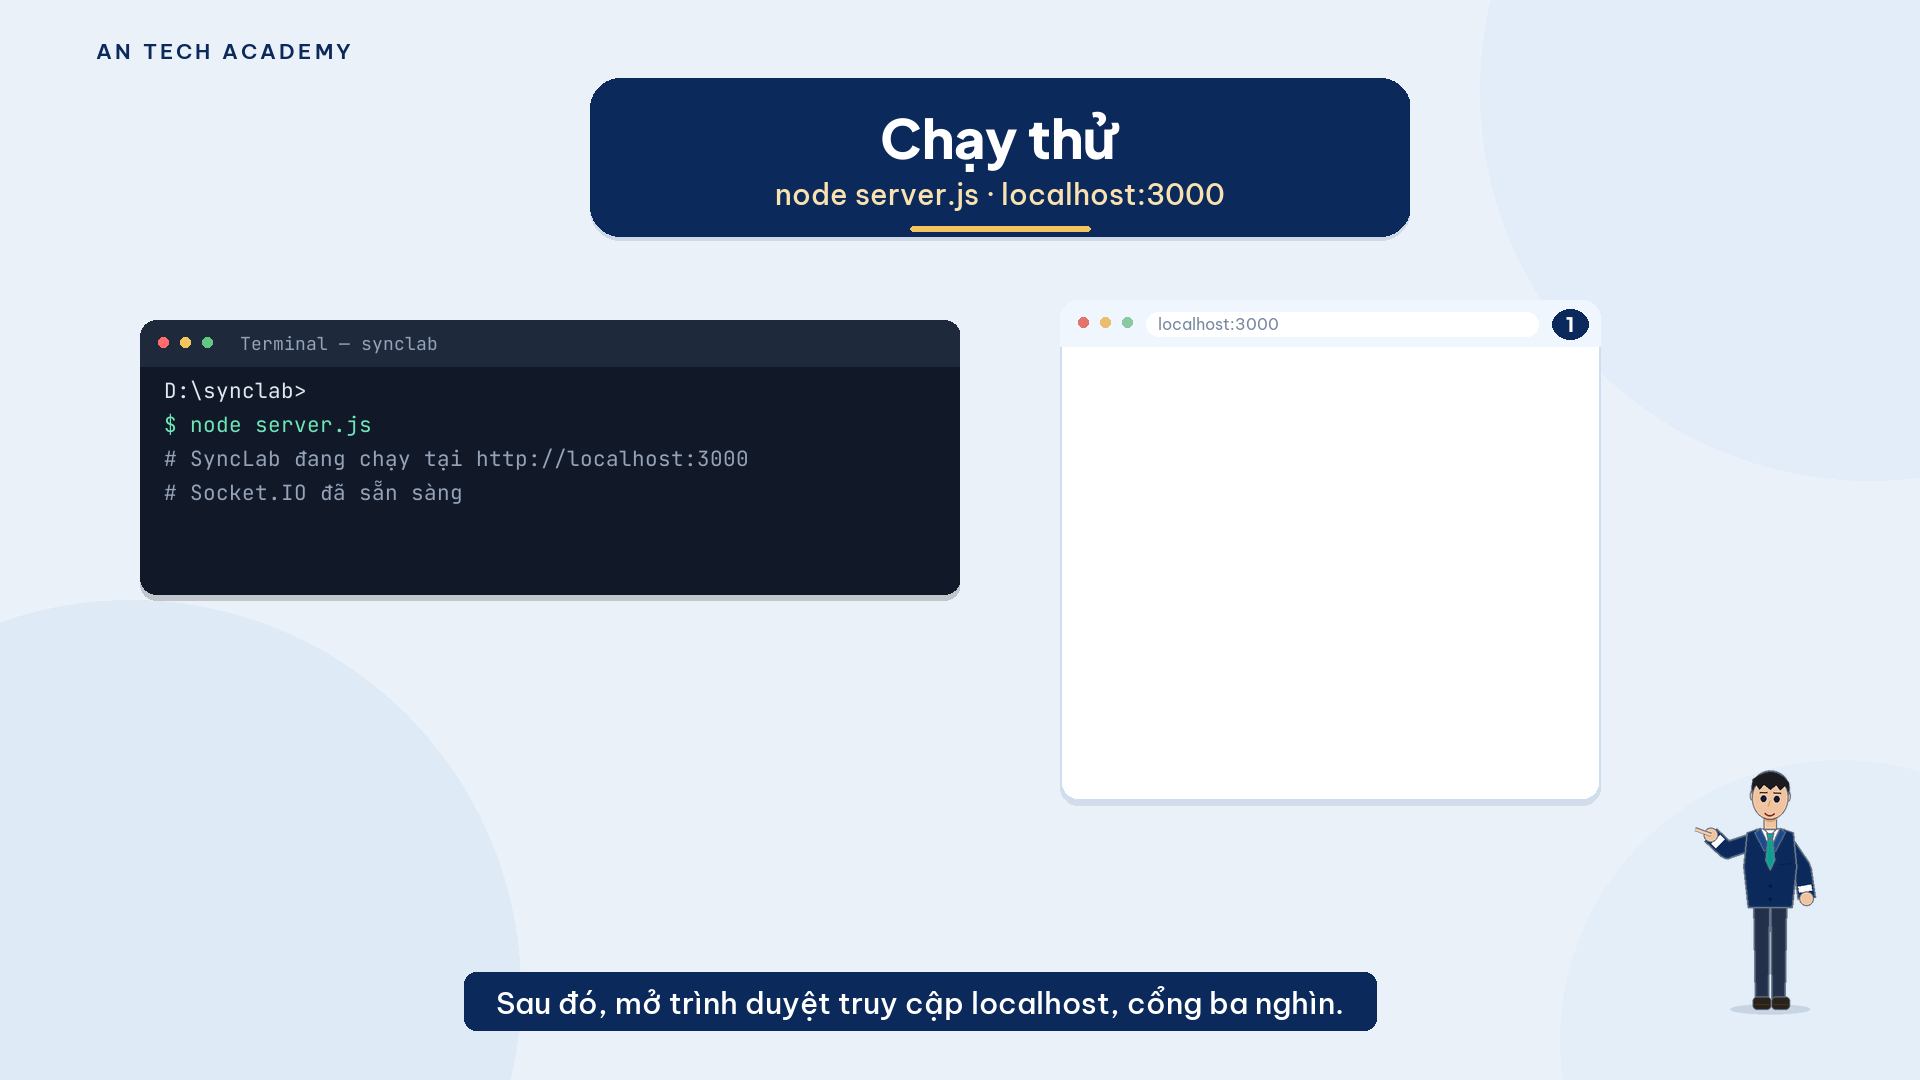 AN TECH ACADEMY
Chạy thử
node server.js · localhost:3000
Terminal — synclab
D:\synclab>
$ node server.js
# SyncLab đang chạy tại http://localhost:3000
# Socket.IO đã sẵn sàng
localhost:3000
1
Sau đó, mở trình duyệt truy cập localhost, cổng ba nghìn.